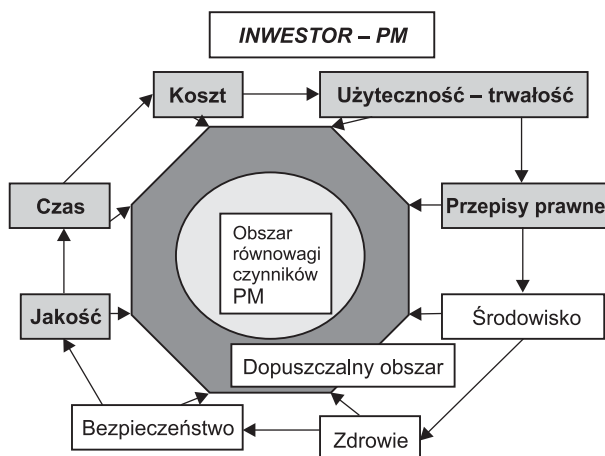 INWESTOR – PM
Koszt
Użyteczność – trwałość
Czas
Przepisy prawne
Obszar
równowagi
czynników
PM
Jakość
Środowisko
Dopuszczalny obszar
Bezpieczeństwo
Zdrowie